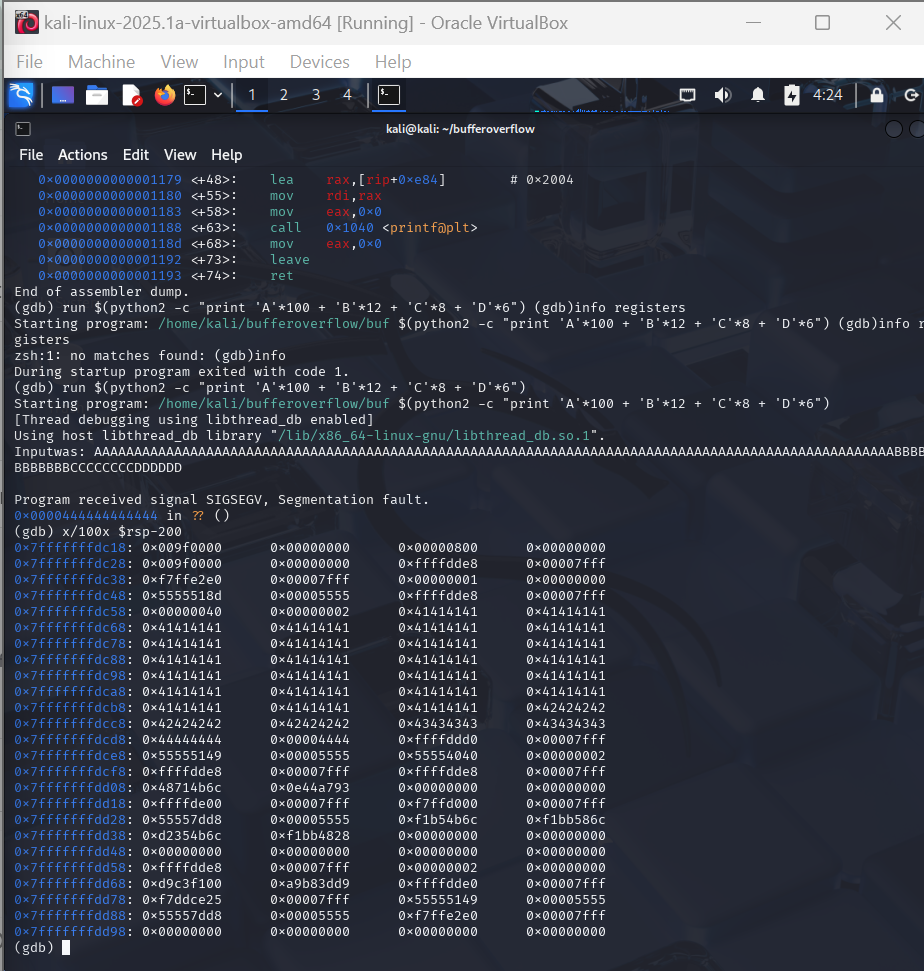 kali-linux-2025.1a-virtualbox-amd64 [Running] - Oracle VirtualBox
File Machine View Input Devices Help
1 2 3 4 4:24
kali@kali: ~/bufferoverflow
File Actions Edit View Help
0x0000000000001179 <+48>: lea rax,[rip+0xe84] # 0x2004
0x0000000000001180 <+55>: mov rdi,rax
0x0000000000001183 <+58>: mov eax,0x0
0x0000000000001188 <+63>: call 0x1040 <printf@plt>
0x000000000000118d <+68>: mov eax,0x0
0x0000000000001192 <+73>: leave
0x0000000000001193 <+74>: ret
End of assembler dump.
(gdb) run $(python2 -c "print 'A'*100 + 'B'*12 + 'C'*8 + 'D'*6") (gdb)info registers
Starting program: /home/kali/bufferoverflow/buf $(python2 -c "print 'A'*100 + 'B'*12 + 'C'*8 + 'D'*6") (gdb)info r
gisters
zsh:1: no matches found: (gdb)info
During startup program exited with code 1.
(gdb) run $(python2 -c "print 'A'*100 + 'B'*12 + 'C'*8 + 'D'*6")
Starting program: /home/kali/bufferoverflow/buf $(python2 -c "print 'A'*100 + 'B'*12 + 'C'*8 + 'D'*6")
[Thread debugging using libthread_db enabled]
Using host libthread_db library "/lib/x86_64-linux-gnu/libthread_db.so.1".
Inputwas: AAAAAAAAAAAAAAAAAAAAAAAAAAAAAAAAAAAAAAAAAAAAAAAAAAAAAAAAAAAAAAAAAAAAAAAAAAAAAAAAAAAAAAAAAAAAAAAAAAAABBBB
BBBBBBBCCCCCCCCDDDDDD
Program received signal SIGSEGV, Segmentation fault.
0x0000444444444444 in ?? ()
(gdb) x/100x $rsp-200
0x7fffffffdc18: 0x009f0000 0x00000000 0x00000800 0x00000000
0x7fffffffdc28: 0x009f0000 0x00000000 0xffffdde8 0x00007fff
0x7fffffffdc38: 0xf7ffe2e0 0x00007fff 0x00000001 0x00000000
0x7fffffffdc48: 0x5555518d 0x00005555 0xffffdde8 0x00007fff
0x7fffffffdc58: 0x00000040 0x00000002 0x41414141 0x41414141
0x7fffffffdc68: 0x41414141 0x41414141 0x41414141 0x41414141
0x7fffffffdc78: 0x41414141 0x41414141 0x41414141 0x41414141
0x7fffffffdc88: 0x41414141 0x41414141 0x41414141 0x41414141
0x7fffffffdc98: 0x41414141 0x41414141 0x41414141 0x41414141
0x7fffffffdca8: 0x41414141 0x41414141 0x41414141 0x41414141
0x7fffffffdcb8: 0x41414141 0x41414141 0x41414141 0x42424242
0x7fffffffdcc8: 0x42424242 0x42424242 0x43434343 0x43434343
0x7fffffffdcd8: 0x44444444 0x00004444 0xffffddd0 0x00007fff
0x7fffffffdce8: 0x55555149 0x00005555 0x55554040 0x00000002
0x7fffffffdcf8: 0xffffdde8 0x00007fff 0xffffdde8 0x00007fff
0x7fffffffdd08: 0x48714b6c 0x0e44a793 0x00000000 0x00000000
0x7fffffffdd18: 0xffffde00 0x00007fff 0xf7ffd000 0x00007fff
0x7fffffffdd28: 0x55557dd8 0x00005555 0xf1b54b6c 0xf1bb586c
0x7fffffffdd38: 0xd2354b6c 0xf1bb4828 0x00000000 0x00000000
0x7fffffffdd48: 0x00000000 0x00000000 0x00000000 0x00000000
0x7fffffffdd58: 0xffffdde8 0x00007fff 0x00000002 0x00000000
0x7fffffffdd68: 0xd9c3f100 0xa9b83dd9 0xffffdde0 0x00007fff
0x7fffffffdd78: 0xf7ddce25 0x00007fff 0x55555149 0x00005555
0x7fffffffdd88: 0x55557dd8 0x00005555 0xf7ffe2e0 0x00007fff
0x7fffffffdd98: 0x00000000 0x00000000 0x00000000 0x00000000
(gdb)